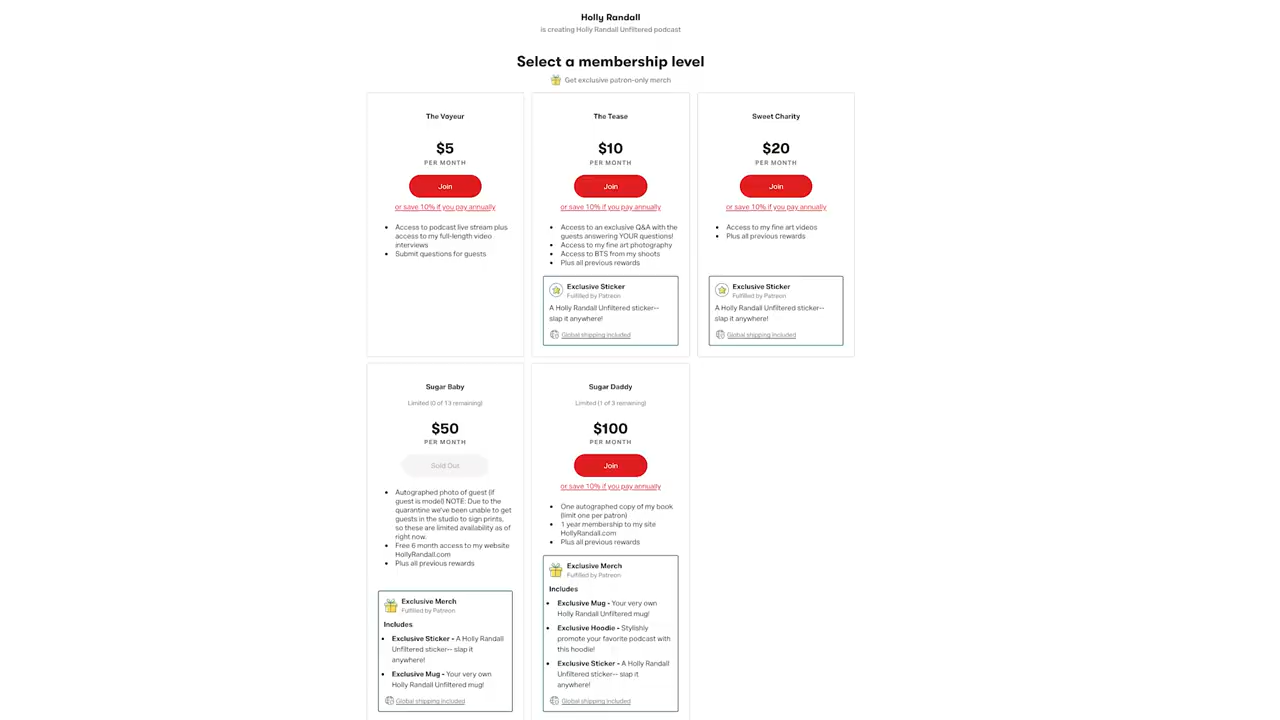 Holly Randall
is creating Holly Randall Unfiltered podcast
Select a membership level
Get exclusive patron-only merch
The Voyeur
$5
PER MONTH
Join
or save 10% if you pay annually
Access to podcast live stream plus
access to my full-length video
interviews
Submit questions for guests
The Tease
$10
PER MONTH
Join
or save 10% if you pay annually
Access to an exclusive Q&A with the
guests answering YOUR questions!
Access to my fine art photography
Access to BTS from my shoots
Plus all previous rewards
Exclusive Sticker
Fulfilled by Patreon
A Holly Randall Unfiltered sticker--
slap it anywhere!
Global shipping included
Sweet Charity
$20
PER MONTH
Join
or save 10% if you pay annually
Access to my fine art videos
Plus all previous rewards
Exclusive Sticker
Fulfilled by Patreon
A Holly Randall Unfiltered sticker--
slap it anywhere!
Global shipping included
Sugar Baby
Limited (0 of 13 remaining)
$50
PER MONTH
Sold Out
Autographed photo of guest (if
guest is model) NOTE: Due to the
quarantine we've been unable to get
guests in the studio to sign prints,
so these are limited availability as of
right now.
Free 6 month access to my website
HollyRandall.com
Plus all previous rewards
Exclusive Merch
Fulfilled by Patreon
Includes
Exclusive Sticker - A Holly Randall
Unfiltered sticker-- slap it
anywhere!
Exclusive Mug - Your very own
Holly Randall Unfiltered mug!
Global shipping included
Sugar Daddy
Limited (1 of 3 remaining)
$100
PER MONTH
Join
or save 10% if you pay annually
One autographed copy of my book
(limit one per patron)
1 year membership to my site
HollyRandall.com
Plus all previous rewards
Exclusive Merch
Fulfilled by Patreon
Includes
Exclusive Mug - Your very own
Holly Randall Unfiltered mug!
Exclusive Hoodie - Stylishly
promote your favorite podcast with
this hoodie!
Exclusive Sticker - A Holly Randall
Unfiltered sticker-- slap it
anywhere!
Global shipping included